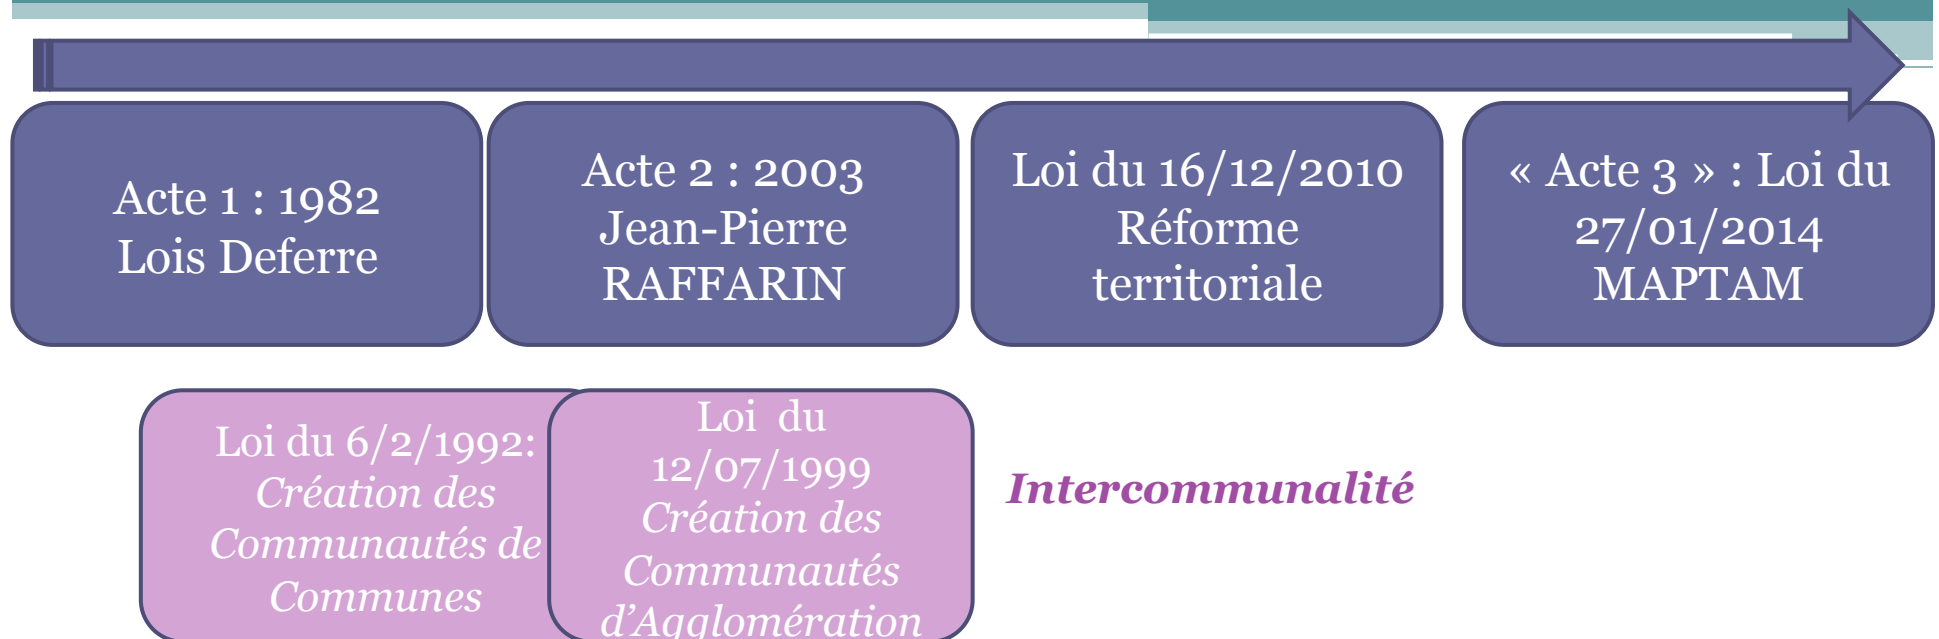 Acte 1 : 1982
Lois Deferre
Acte 2 : 2003
Jean-Pierre
RAFFARIN
Loi du 16/12/2010
Réforme
territoriale
« Acte 3 » : Loi du
27/01/2014
MAPTAM
Loi du 6/2/1992:
Création des
Communautés de
Communes
Loi du
12/07/1999
Création des
Communautés
d’Agglomération
Intercommunalité